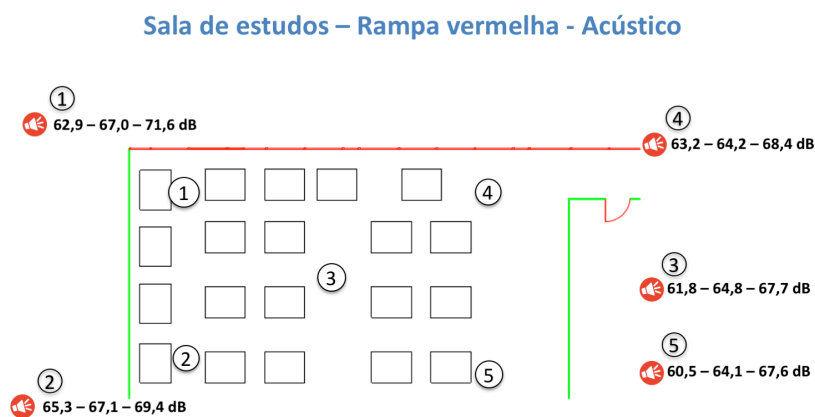 Sala de estudos – Rampa vermelha - Acústico
1
62,9 – 67,0 – 71,6 dB
4
63,2 – 64,2 – 68,4 dB
1
4
3
3
61,8 – 64,8 – 67,7 dB
2
5
5
60,5 – 64,1 – 67,6 dB
2
65,3 – 67,1 – 69,4 dB